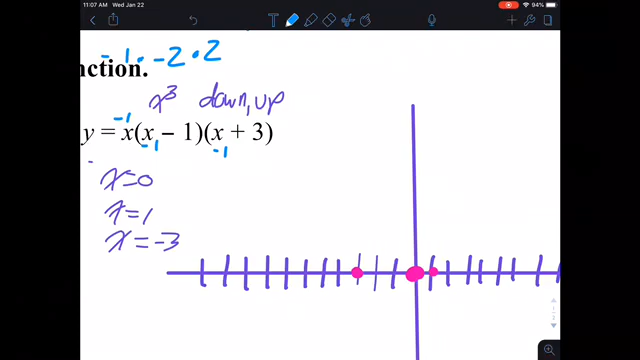 11:07 AM Wed Jan 22
94%
-1 · -2 · 2
nction.
x³ down, up
-1
y = x(x – 1)(x + 3)
-1 -1
x=0
x=1
x=-3